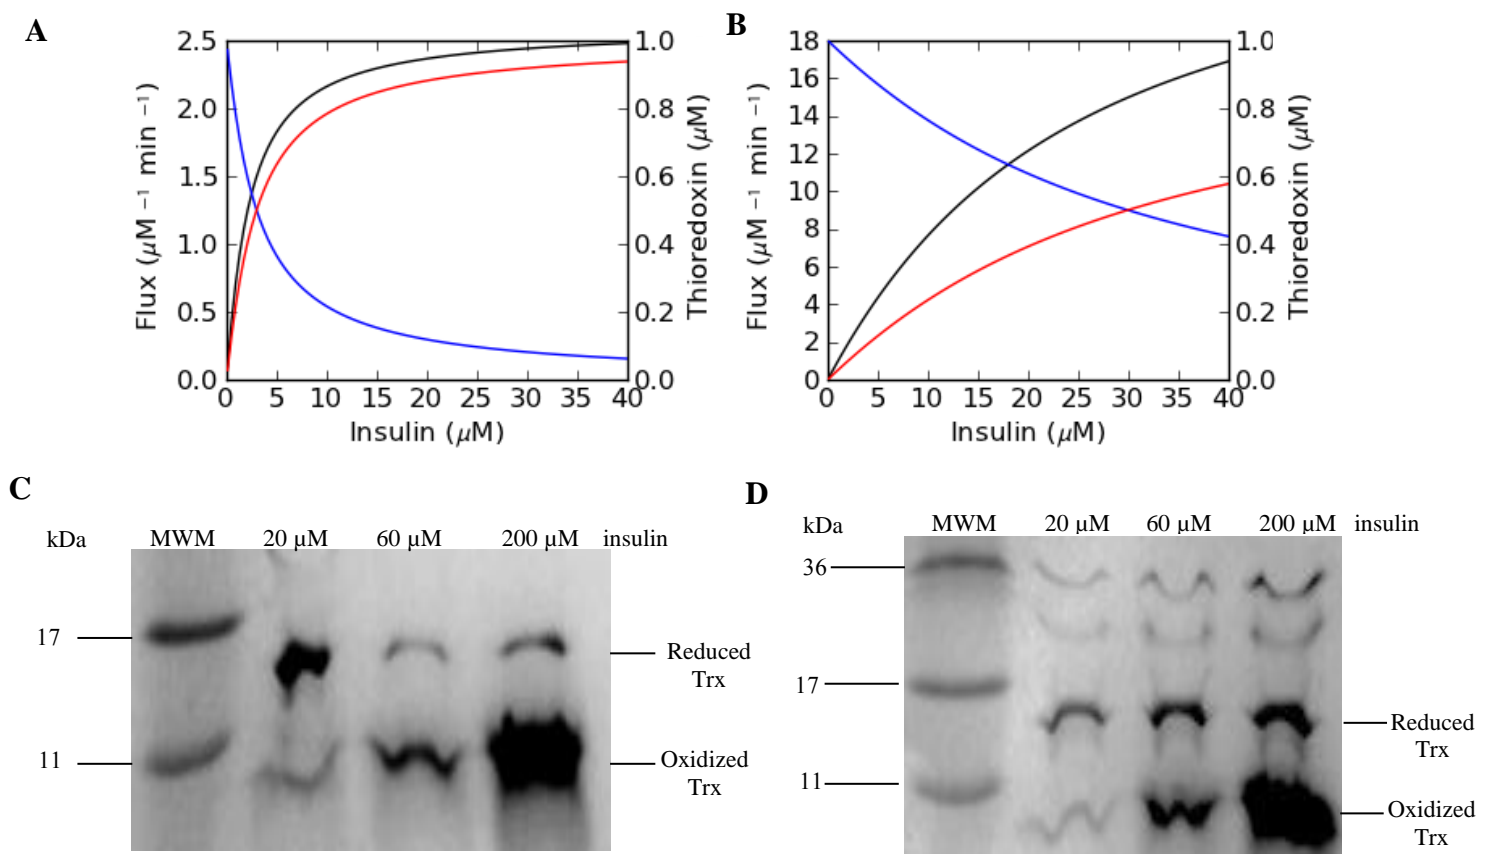 A
2.5
2.0
1.5
1.0
0.5
0.0
Flux (μM ⁻¹ min ⁻¹)
1.0
0.8
0.6
0.4
0.2
0.0
Thioredoxin (μM)
0 5 10 15 20 25 30 35 40
Insulin (μM)
B
18
16
14
12
10
8
6
4
2
0
Flux (μM ⁻¹ min ⁻¹)
1.0
0.8
0.6
0.4
0.2
0.0
Thioredoxin (μM)
0 5 10 15 20 25 30 35 40
Insulin (μM)
C
kDa MWM 20 µM 60 µM 200 µM insulin
17
11
Reduced
Trx
Oxidized
Trx
D
kDa MWM 20 µM 60 µM 200 µM insulin
36
17
11
Reduced
Trx
Oxidized
Trx